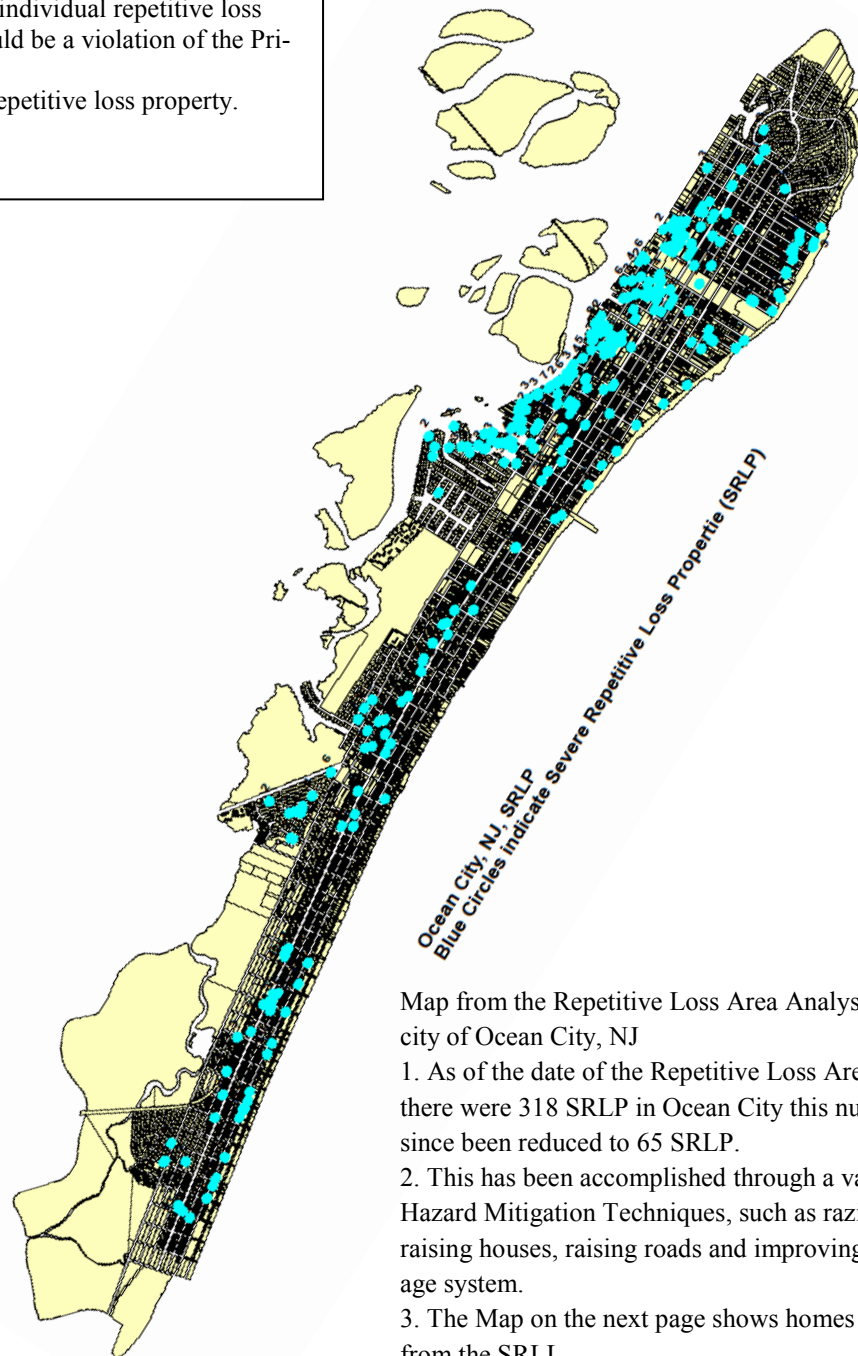 individual repetitive loss
uld be a violation of the Pri-
epetitive loss property.
Ocean City, NJ, SRLP
Blue Circles indicate Severe Repetitive Loss Propertie (SRLP)
Map from the Repetitive Loss Area Analys
city of Ocean City, NJ
1. As of the date of the Repetitive Loss Are
there were 318 SRLP in Ocean City this nu
since been reduced to 65 SRLP.
2. This has been accomplished through a va
Hazard Mitigation Techniques, such as razi
raising houses, raising roads and improving
age system.
3. The Map on the next page shows homes
from the SRLL